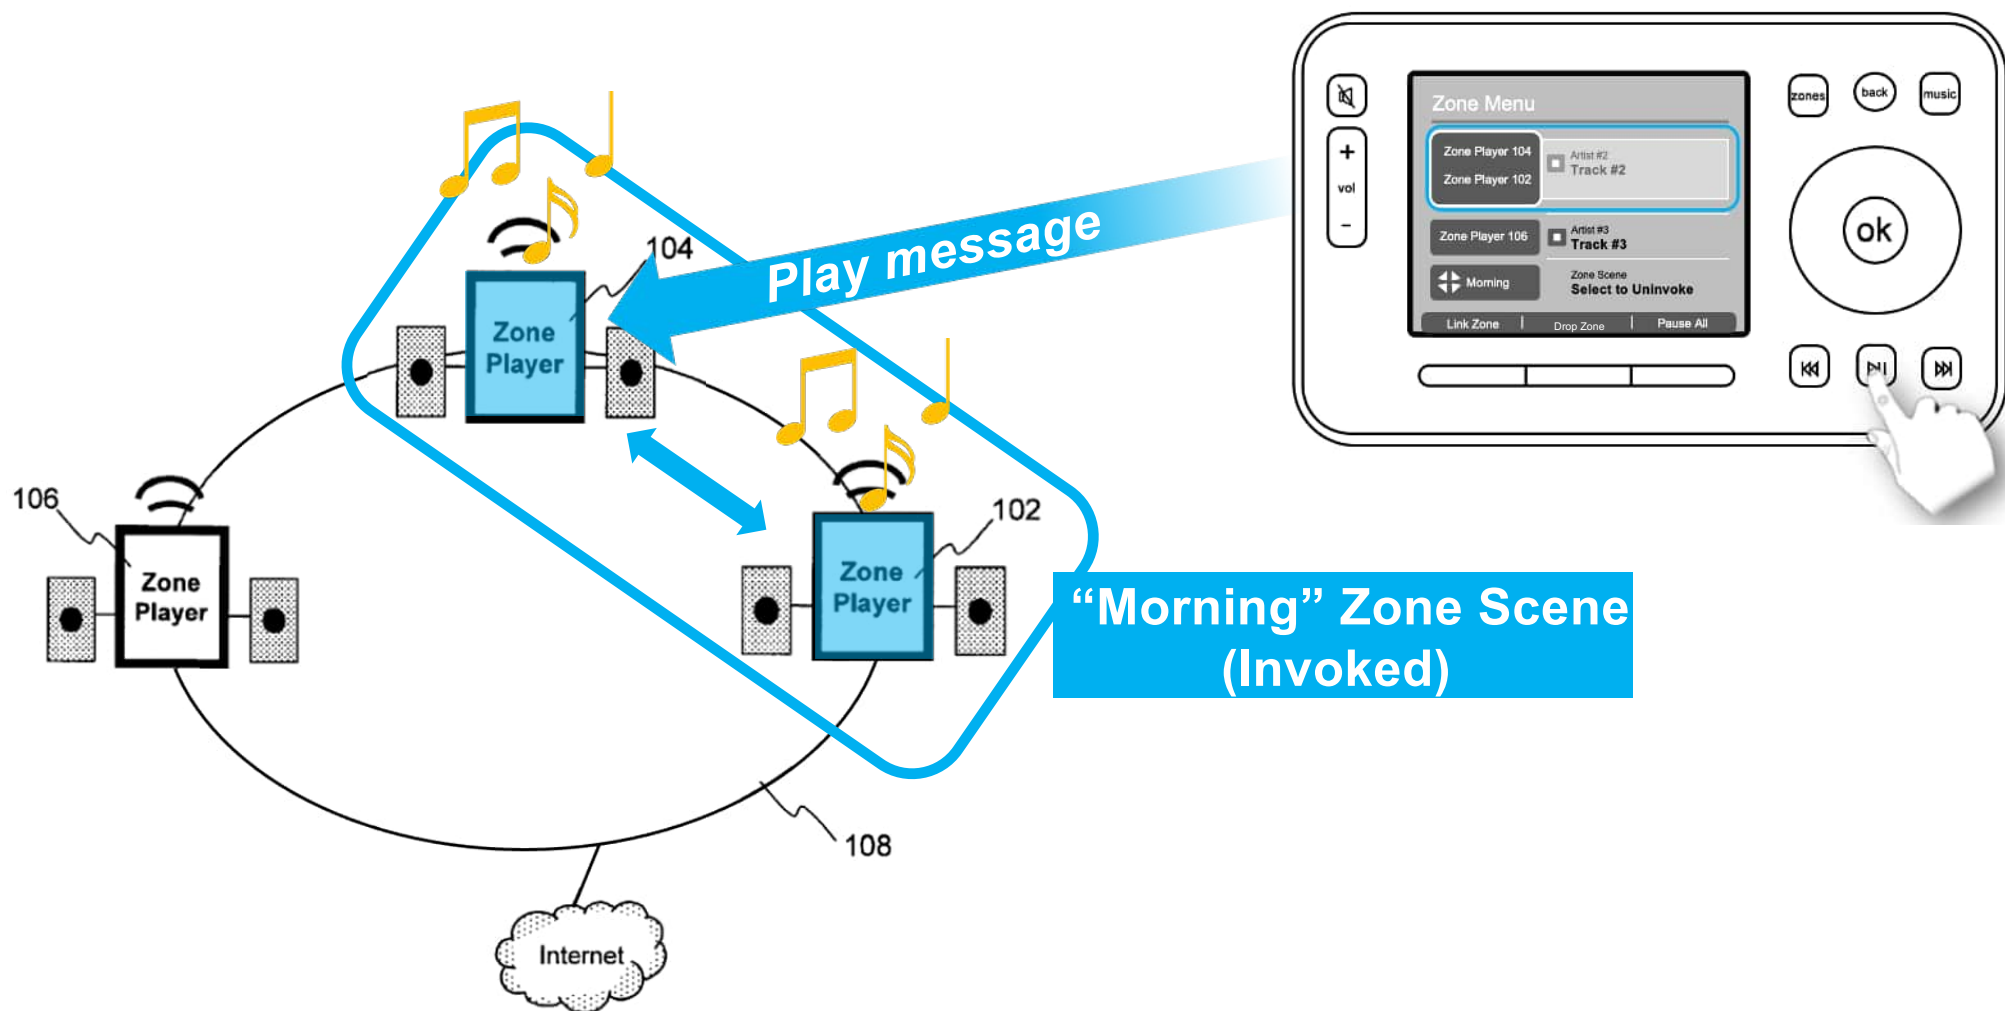 Zone Menu
Zone Player 104
Zone Player 102
Artist #2
Track #2
Zone Player 106
Artist #3
Track #3
Morning
Zone Scene
Select to Uninvoke
Link Zone
Drop Zone
Pause All
+
vol
–
zones
back
music
ok
Play message
104
Zone
Player
106
Zone
Player
102
Zone
Player
“Morning” Zone Scene
(Invoked)
108
Internet